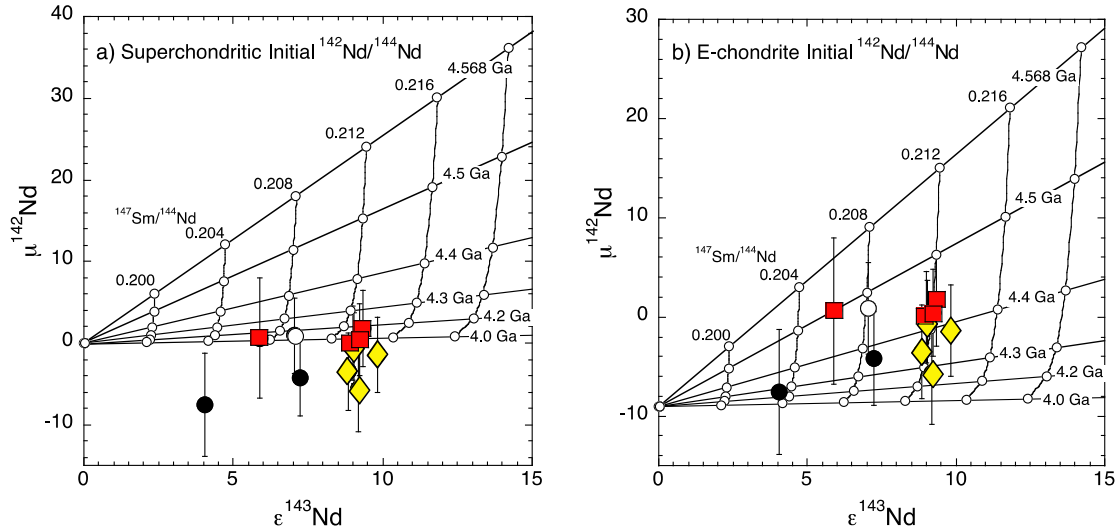 a) Superchondritic Initial ¹⁴²Nd/¹⁴⁴Nd
40
30
20
10
0
-10
μ¹⁴²Nd
0
5
10
15
ε¹⁴³Nd
¹⁴⁷Sm/¹⁴⁴Nd
0.200
0.204
0.208
0.212
0.216
4.568 Ga
4.5 Ga
4.4 Ga
4.3 Ga
4.2 Ga
4.0 Ga
b) E-chondrite Initial ¹⁴²Nd/¹⁴⁴Nd
30
20
10
0
-10
μ¹⁴²Nd
0
5
10
15
ε¹⁴³Nd
¹⁴⁷Sm/¹⁴⁴Nd
0.200
0.204
0.208
0.212
0.216
4.568 Ga
4.5 Ga
4.4 Ga
4.3 Ga
4.2 Ga
4.0 Ga